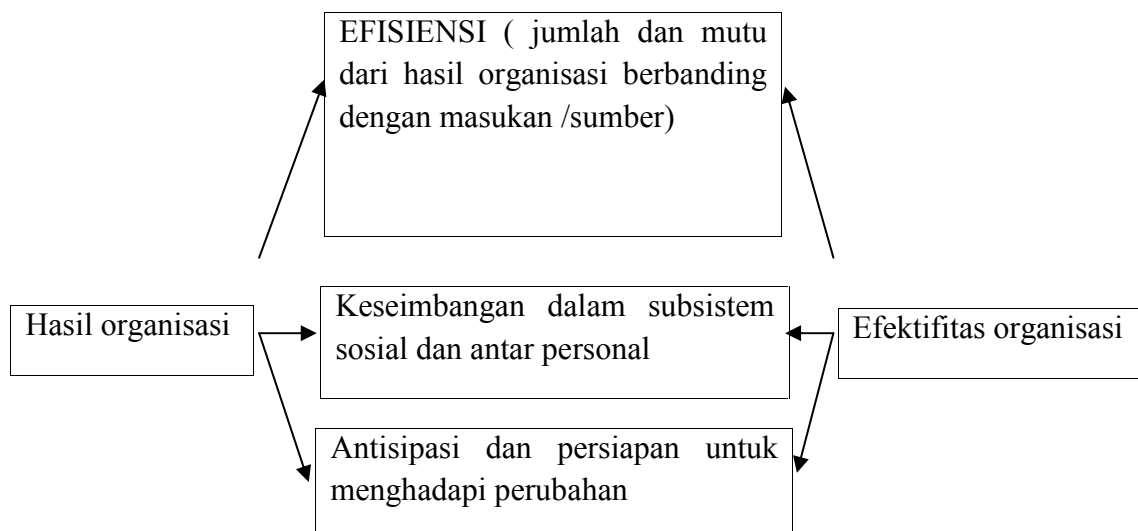 EFISIENSI ( jumlah dan mutu
dari hasil organisasi berbanding
dengan masukan /sumber)
Hasil organisasi
Keseimbangan dalam subsistem
sosial dan antar personal
Efektifitas organisasi
Antisipasi dan persiapan untuk
menghadapi perubahan